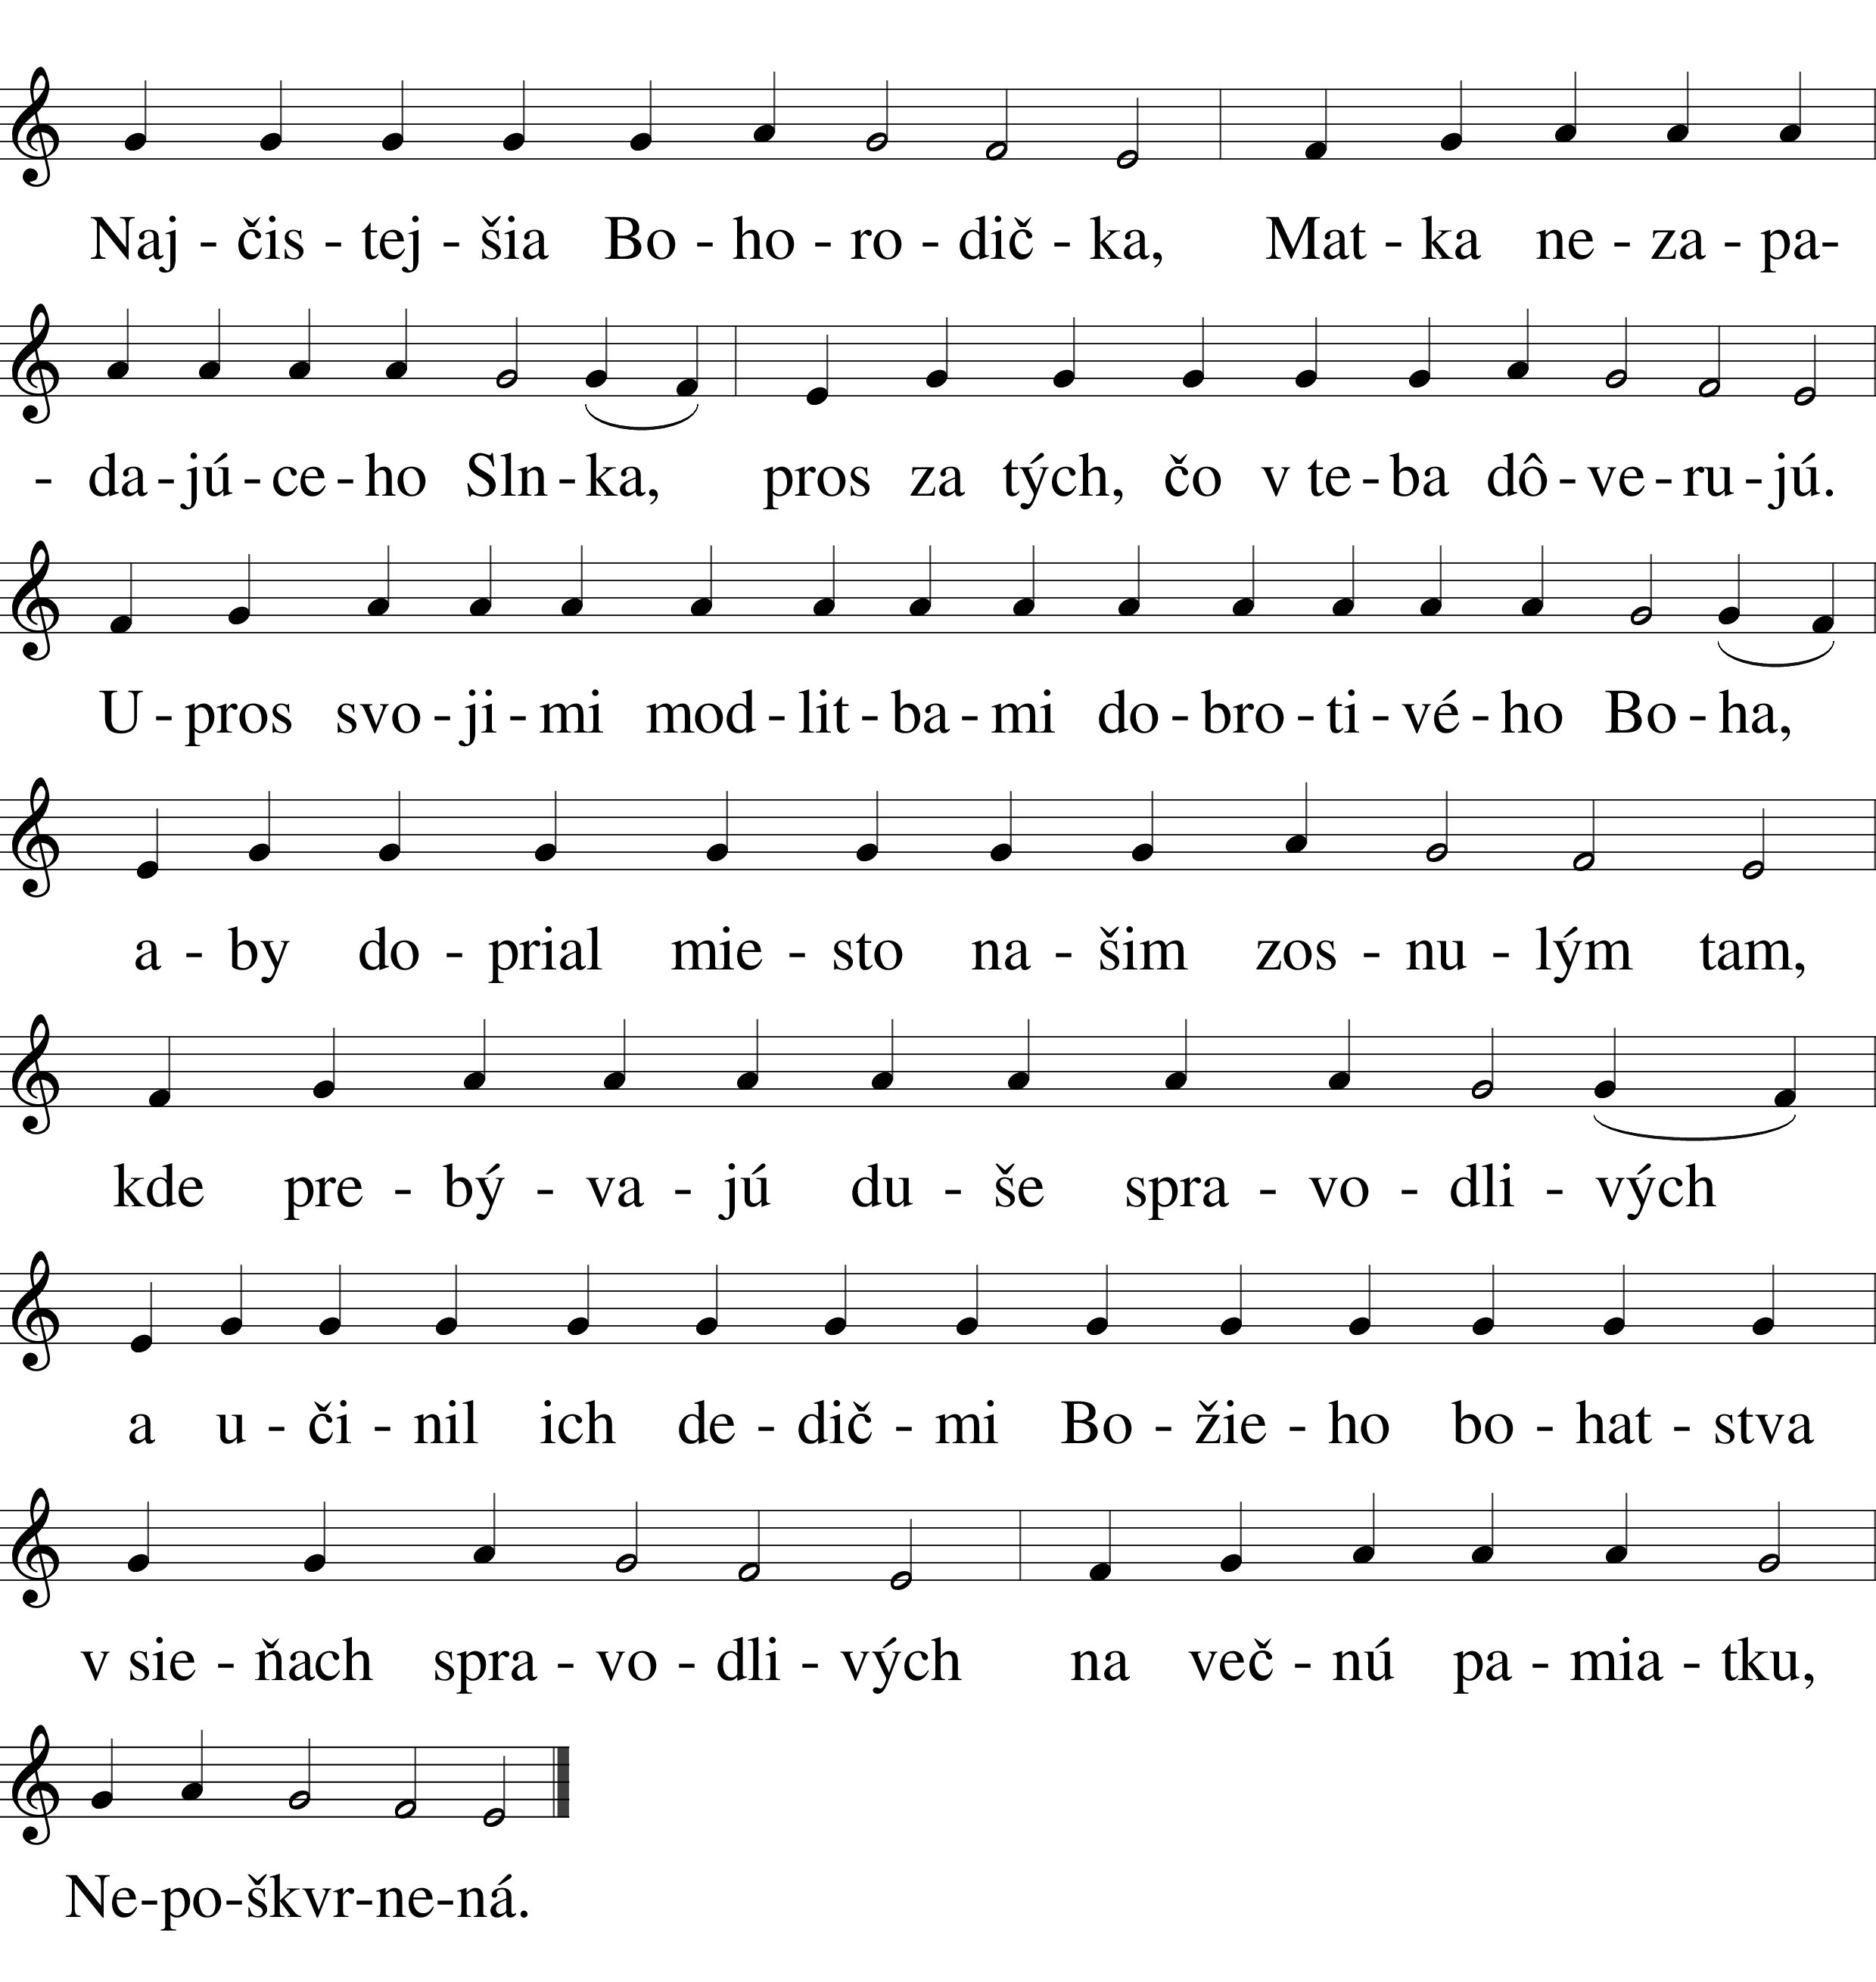 Naj - čis - tej - šia Bo - ho - ro - dič - ka, Mat - ka ne - za - pa-
- da - jú - ce - ho Sln - ka, pros za tých, čo v te - ba dô - ve - ru - jú.
U - pros svo - ji - mi mod - lit - ba - mi do - bro - ti - vé - ho Bo - ha,
a - by do - prial mie - sto na - šim zos - nu - lým tam,
kde pre - bý - va - jú du - še spra - vo - dli - vých
a u - či - nil ich de - dič - mi Bo - žie - ho bo - hat - stva
v sie - ňach spra - vo - dli - vých na več - nú pa - mia - tku,
Ne-po-škvr-ne-ná.